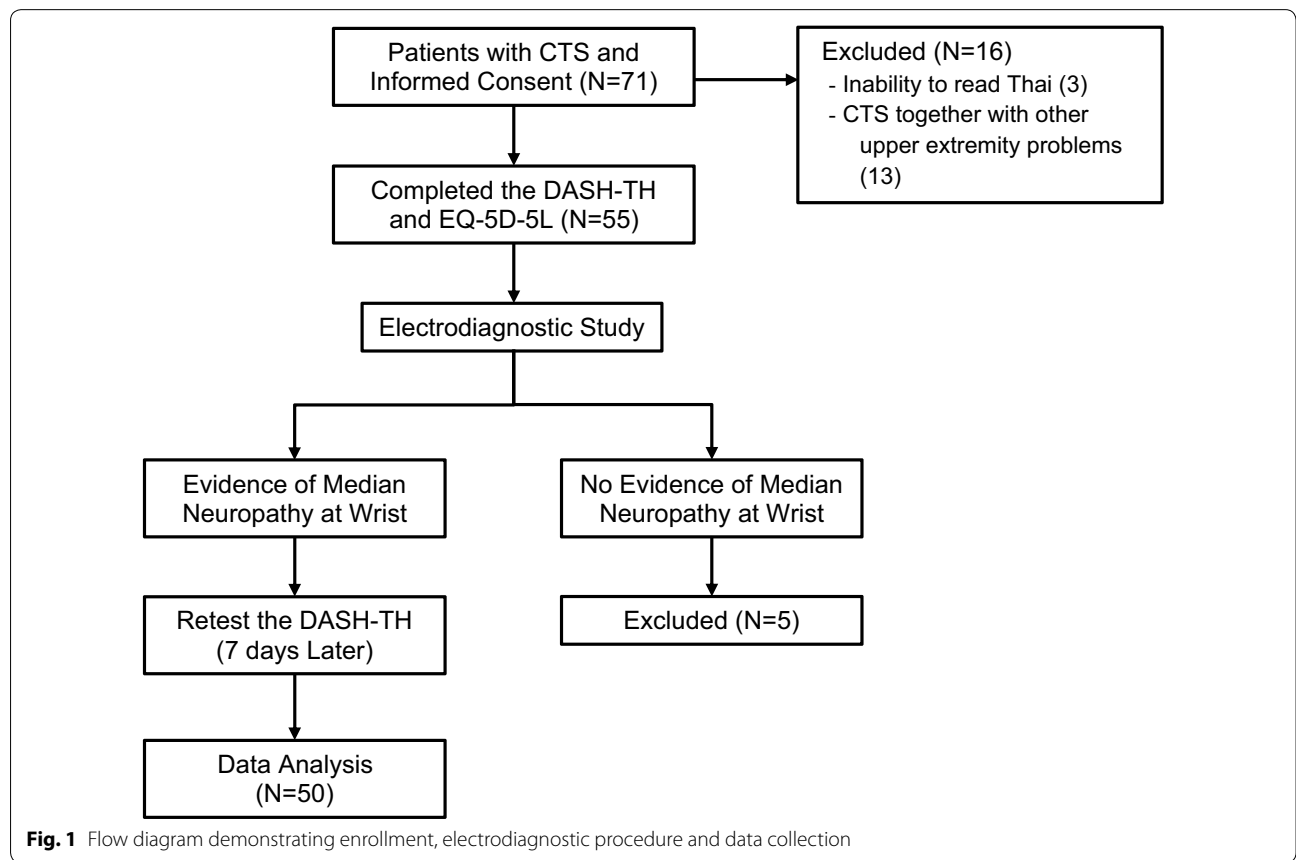 Patients with CTS and
Informed Consent (N=71)
Excluded (N=16)
- Inability to read Thai (3)
- CTS together with other
upper extremity problems
(13)
Completed the DASH-TH
and EQ-5D-5L (N=55)
Electrodiagnostic Study
Evidence of Median
Neuropathy at Wrist
No Evidence of Median
Neuropathy at Wrist
Retest the DASH-TH
(7 days Later)
Excluded (N=5)
Data Analysis
(N=50)
Fig. 1 Flow diagram demonstrating enrollment, electrodiagnostic procedure and data collection